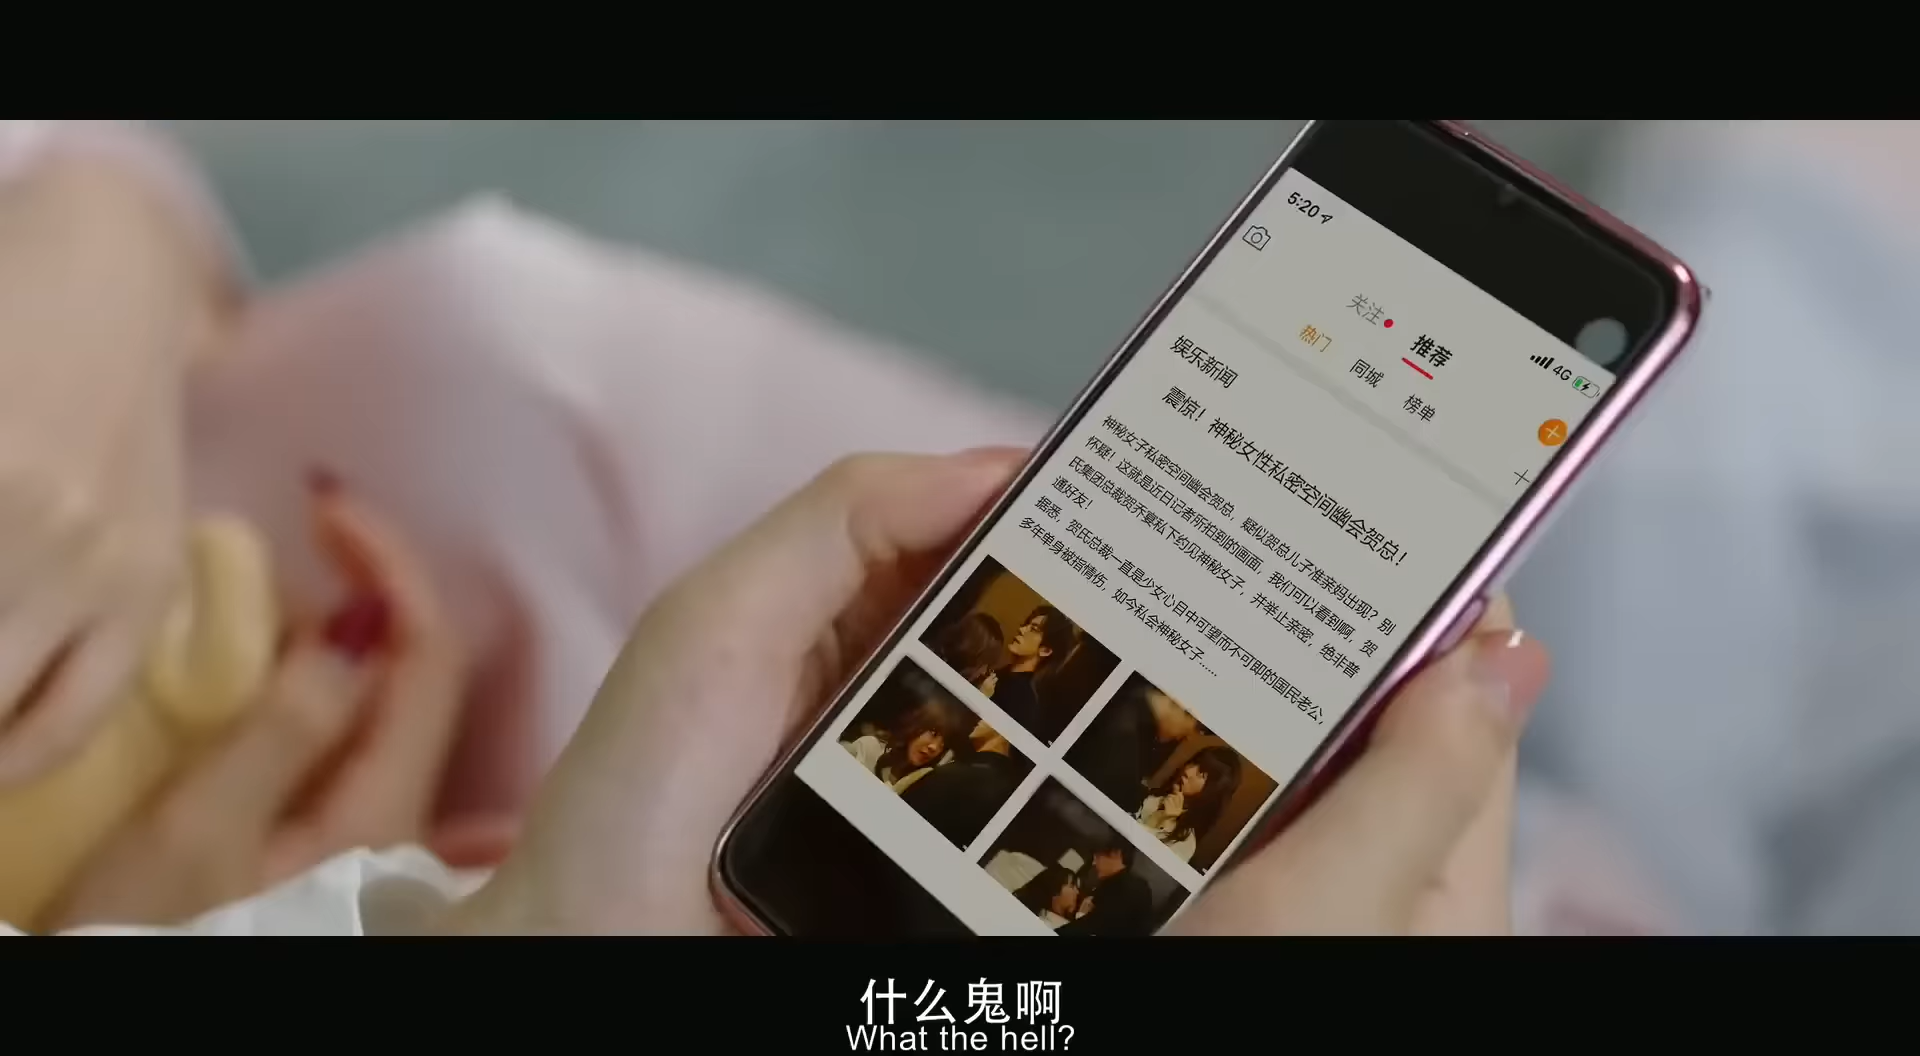 5:20
4G
关注
推荐
热门
同城
榜单
娱乐新闻
震惊！神秘女性私密空间幽会贺总！
神秘女子私密空间幽会贺总，疑似贺总儿子准亲妈出现？别
怀疑！这就是近日记者所拍到的画面，我们可以看到啊，贺
氏集团总裁贺乔宴私下约见神秘女子，并举止亲密，绝非普
通好友！
据悉，贺氏总裁一直是少女心目中可望而不可即的国民老公，
多年单身被指情伤，如今私会神秘女子......
什么鬼啊
What the hell?